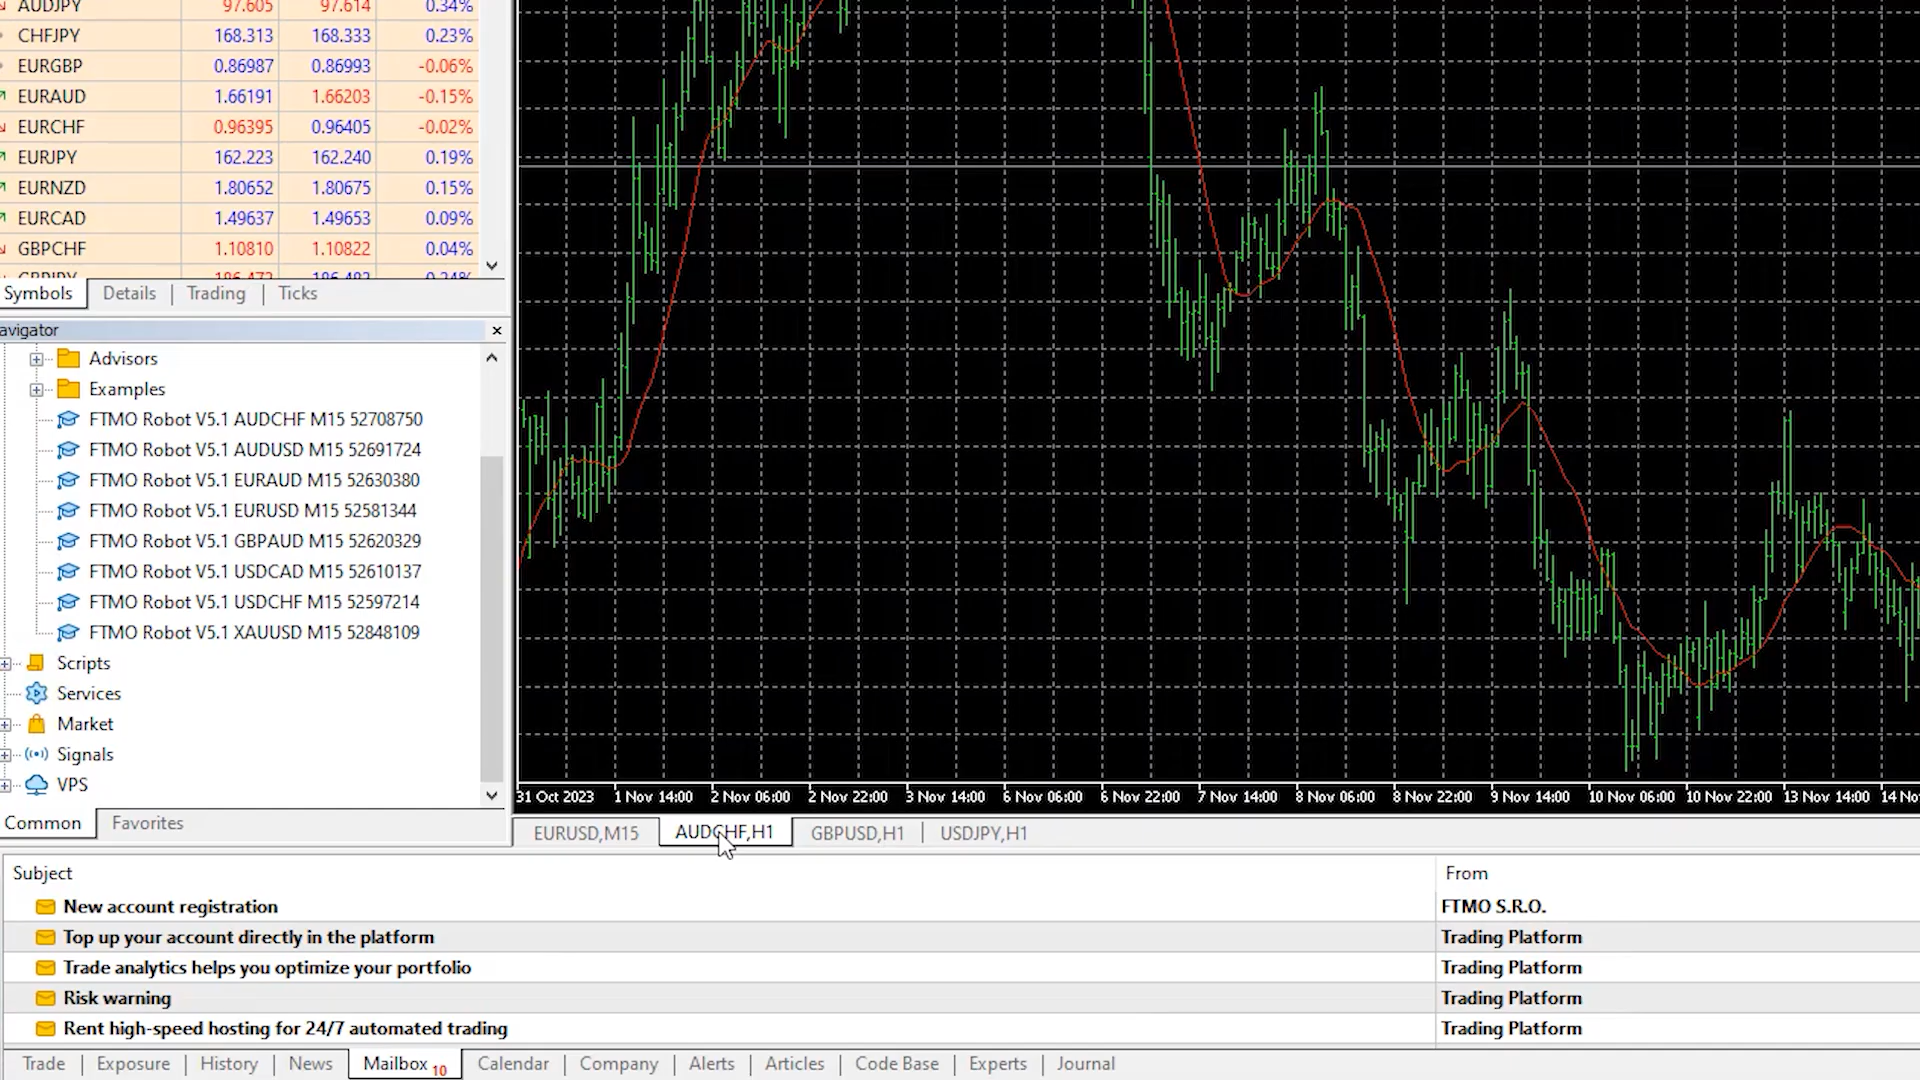 AUDJPY 97.605 97.614 0.34%
CHFJPY 168.313 168.333 0.23%
EURGBP 0.86987 0.86993 -0.06%
EURAUD 1.66191 1.66203 -0.15%
EURCHF 0.96395 0.96405 -0.02%
EURJPY 162.223 162.240 0.19%
EURNZD 1.80652 1.80675 0.15%
EURCAD 1.49637 1.49653 0.09%
GBPCHF 1.10810 1.10822 0.04%
Symbols Details Trading Ticks
avigator
Advisors
Examples
FTMO Robot V5.1 AUDCHF M15 52708750
FTMO Robot V5.1 AUDUSD M15 52691724
FTMO Robot V5.1 EURAUD M15 52630380
FTMO Robot V5.1 EURUSD M15 52581344
FTMO Robot V5.1 GBPAUD M15 52620329
FTMO Robot V5.1 USDCAD M15 52610137
FTMO Robot V5.1 USDCHF M15 52597214
FTMO Robot V5.1 XAUUSD M15 52848109
Scripts
Services
Market
Signals
VPS
Common Favorites
31 Oct 2023 1 Nov 14:00 2 Nov 06:00 2 Nov 22:00 3 Nov 14:00 6 Nov 06:00 6 Nov 22:00 7 Nov 14:00 8 Nov 06:00 8 Nov 22:00 9 Nov 14:00 10 Nov 06:00 10 Nov 22:00 13 Nov 14:00 14 No
EURUSD,M15 AUDCHF,H1 GBPUSD,H1 USDJPY,H1
Subject From
New account registration FTMO S.R.O.
Top up your account directly in the platform Trading Platform
Trade analytics helps you optimize your portfolio Trading Platform
Risk warning Trading Platform
Rent high-speed hosting for 24/7 automated trading Trading Platform
Trade Exposure History News Mailbox 10 Calendar Company Alerts Articles Code Base Experts Journal